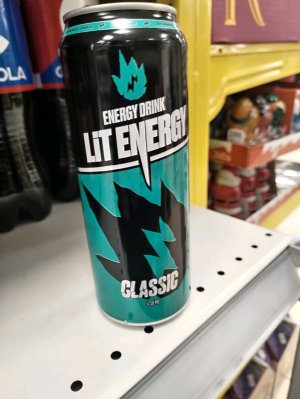 OLA
ENERGY DRINK
LIT ENERGY
CLASSIC